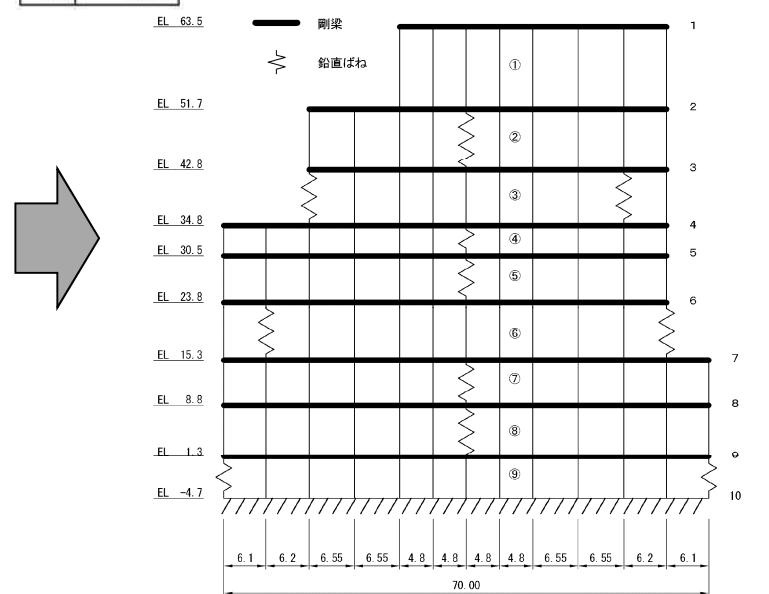 EL 63.5 剛梁 1
鉛直ばね
①
EL 51.7 2
②
EL 42.8 3
③
EL 34.8 4
④
EL 30.5 5
⑤
EL 23.8 6
⑥
EL 15.3 7
⑦
EL 8.8 8
⑧
EL 1.3 9
⑨
EL -4.7 10
6.1 6.2 6.55 6.55 4.8 4.8 4.8 4.8 6.55 6.55 6.2 6.1
70.00